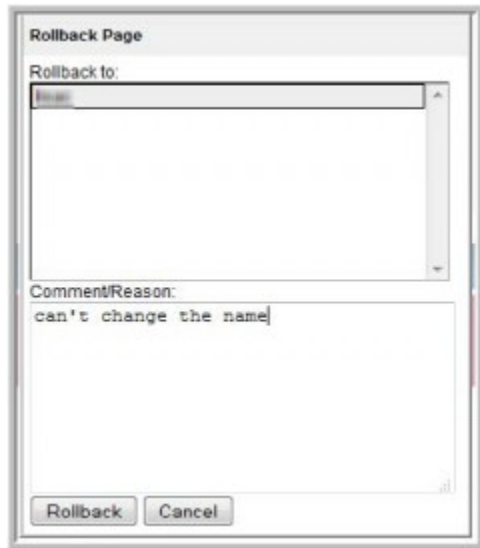 Rollback Page
Rollback to:
Comment/Reason:
can't change the name
Rollback Cancel